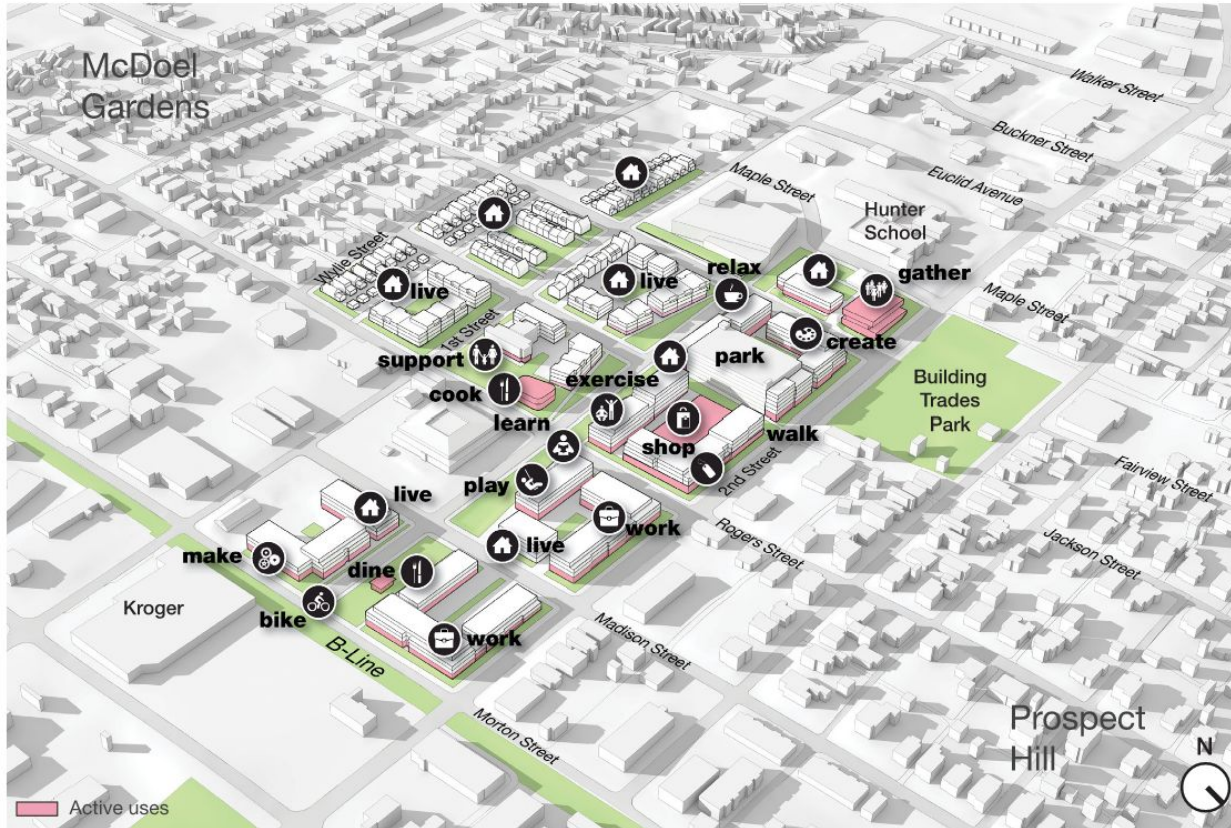 McDoel
Gardens
Walker Street
Buckner Street
Euclid Avenue
Maple Street
Hunter
School
Wylie Street
live
live
relax
gather
Maple Street
1st Street
support
cook
exercise
park
create
Building
Trades
Park
learn
shop
walk
2nd Street
Fairview Street
play
live
work
live
Rogers Street
Jackson Street
make
dine
Kroger
bike
work
B-Line
Madison Street
Morton Street
Prospect
Hill
N
Active uses